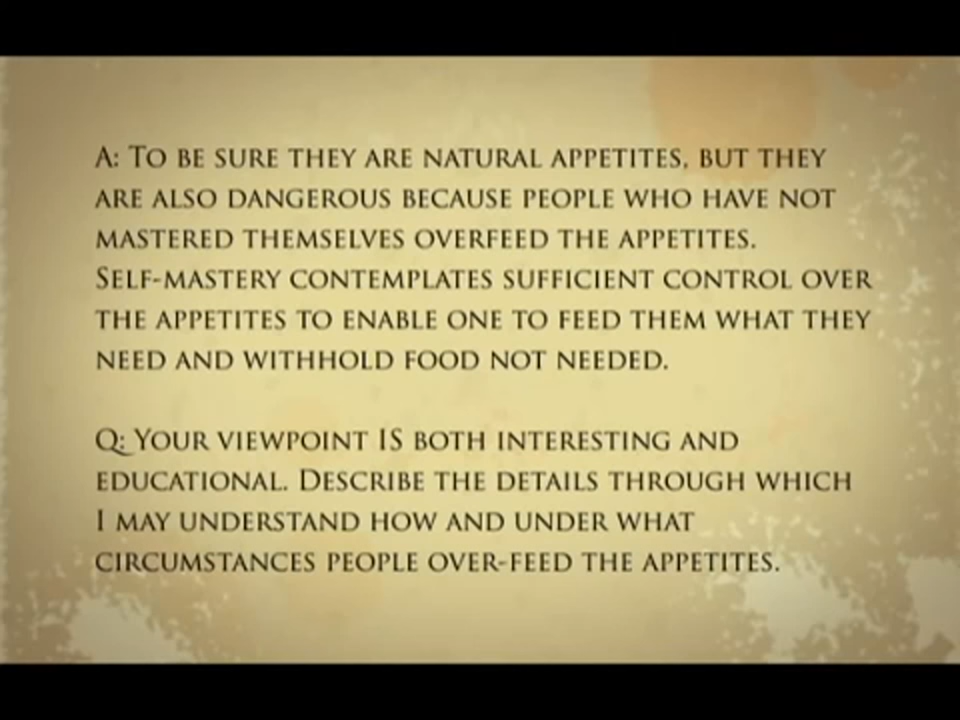 A: To be sure they are natural appetites, but they
are also dangerous because people who have not
mastered themselves overfeed the appetites.
Self-mastery contemplates sufficient control over
the appetites to enable one to feed them what they
need and withhold food not needed.
Q: Your viewpoint IS both interesting and
educational. Describe the details through which
I may understand how and under what
circumstances people over-feed the appetites.